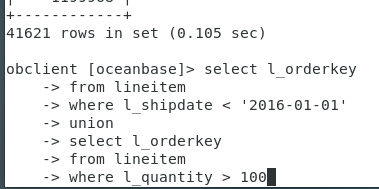 +------------+
41621 rows in set (0.105 sec)
obclient [oceanbase]> select l_orderkey
-> from lineitem
-> where l_shipdate < '2016-01-01'
-> union
-> select l_orderkey
-> from lineitem
-> where l_quantity > 100